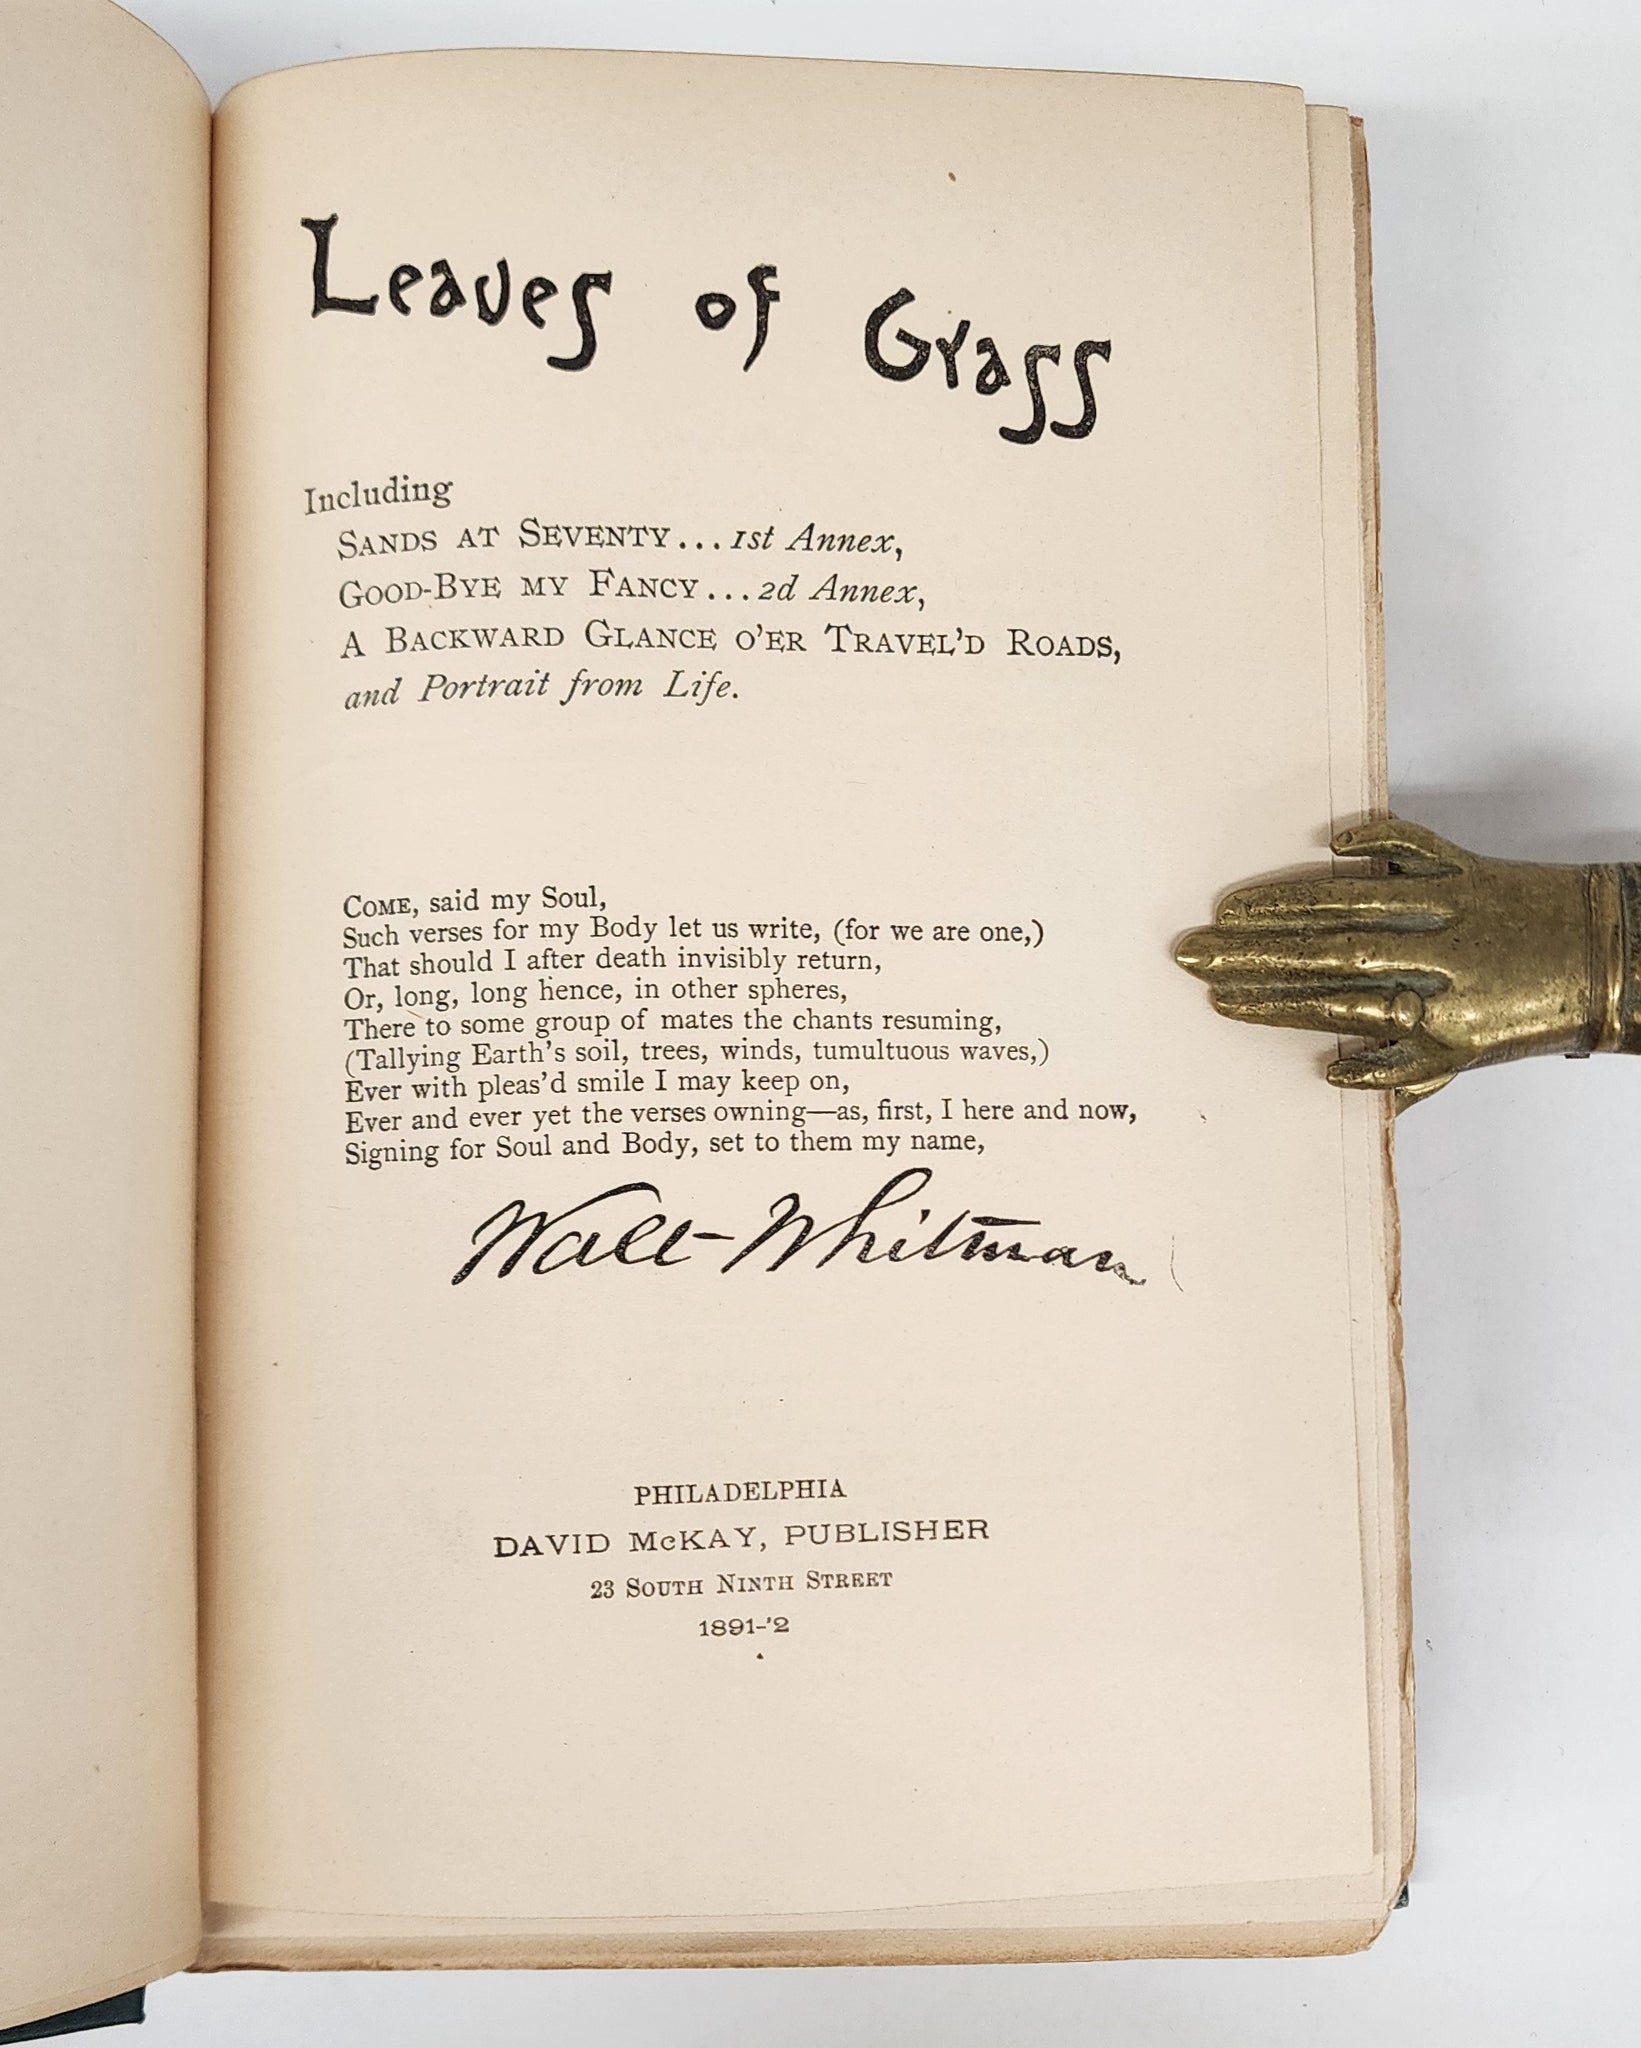 Leaves of Grass
Including
SANDS AT SEVENTY... 1st Annex,
GOOD-BYE MY FANCY... 2d Annex,
A BACKWARD GLANCE O'ER TRAVEL'D ROADS,
and Portrait from Life.
COME, said my Soul,
Such verses for my Body let us write, (for we are one,)
That should I after death invisibly return,
Or, long, long hence, in other spheres,
There to some group of mates the chants resuming,
(Tallying Earth's soil, trees, winds, tumultuous waves,)
Ever with pleas'd smile I may keep on,
Ever and ever yet the verses owning—as, first, I here and now,
Signing for Soul and Body, set to them my name,
Walt Whitman
PHILADELPHIA
DAVID McKAY, PUBLISHER
23 SOUTH NINTH STREET
1891-'2